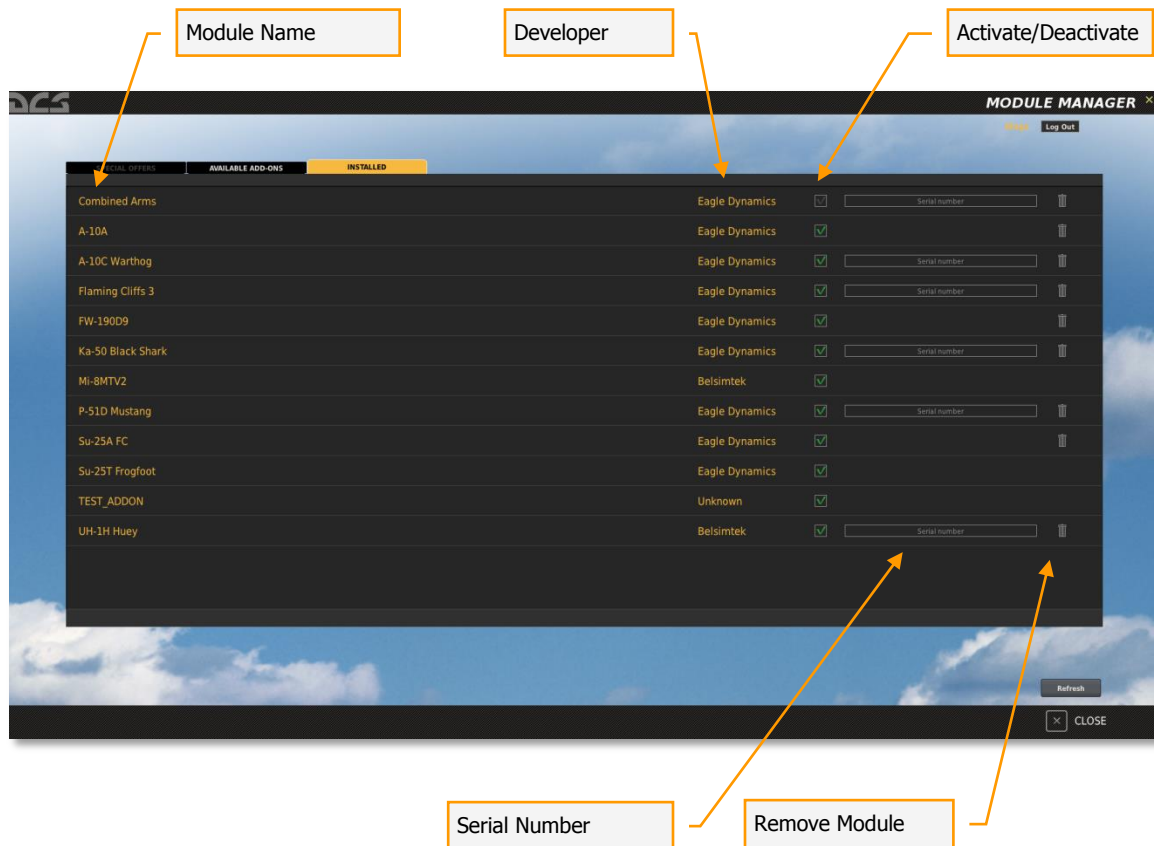 Module Name
Developer
Activate/Deactivate
DCS
MODULE MANAGER ×
Log Out
AVAILABLE ADD-ONS
INSTALLED
Combined Arms Eagle Dynamics Serial number
A-10A Eagle Dynamics
A-10C Warthog Eagle Dynamics Serial number
Flaming Cliffs 3 Eagle Dynamics Serial number
FW-190D9 Eagle Dynamics
Ka-50 Black Shark Eagle Dynamics Serial number
Mi-8MTV2 Belsimtek
P-51D Mustang Eagle Dynamics Serial number
Su-25A FC Eagle Dynamics
Su-25T Frogfoot Eagle Dynamics
TEST_ADDON Unknown
UH-1H Huey Belsimtek Serial number
Refresh
× CLOSE
Serial Number
Remove Module